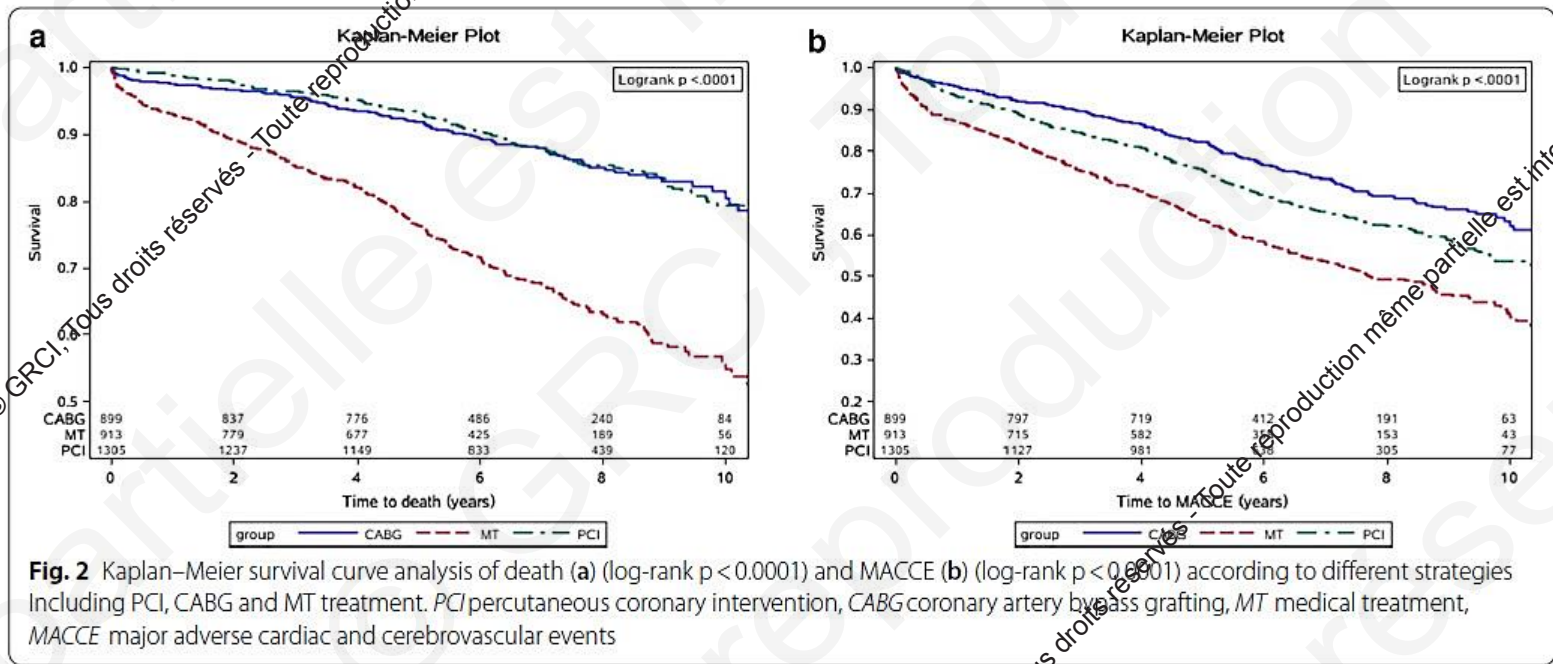 a
Kaplan-Meier Plot
Logrank p <.0001
Survival
1.0
0.9
0.8
0.7
0.6
0.5
CABG 899 837 776 486 240 84
MT 913 779 677 425 189 56
PCI 1305 1237 1149 833 439 120
0 2 4 6 8 10
Time to death (years)
group CABG MT PCI
b
Kaplan-Meier Plot
Logrank p <.0001
Survival
1.0
0.9
0.8
0.7
0.6
0.5
0.4
0.3
0.2
CABG 899 797 719 412 191 63
MT 913 715 582 153 43
PCI 1305 1127 981 305 77
0 2 4 6 8 10
Time to MACCE (years)
group CABG MT PCI
Fig. 2 Kaplan–Meier survival curve analysis of death (a) (log-rank p < 0.0001) and MACCE (b) (log-rank p < 0.0001) according to different strategies
Including PCI, CABG and MT treatment. PCI percutaneous coronary intervention, CABG coronary artery bypass grafting, MT medical treatment,
MACCE major adverse cardiac and cerebrovascular events
© GRCI, Tous droits réservés - Toute reproduction
droits réservés - Toute reproduction même partielle est